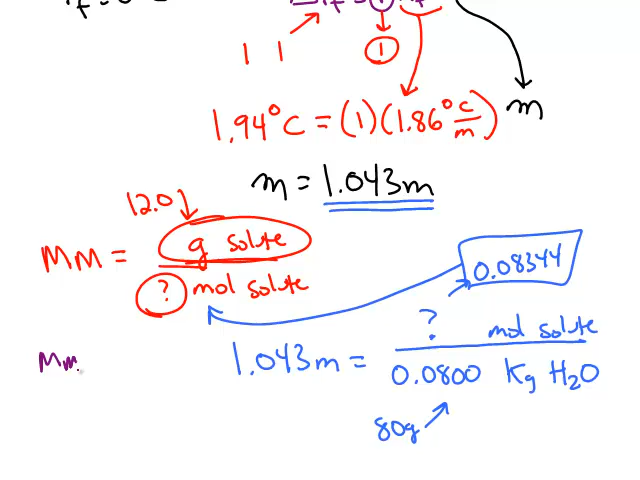 1 1
1
1.94°C = (1)(1.86 °C/m) m
m = 1.043m
12.0
MM = g solute / ? mol solute
0.08344
1.043m = ? mol solute / 0.0800 Kg H2O
80g
Mm